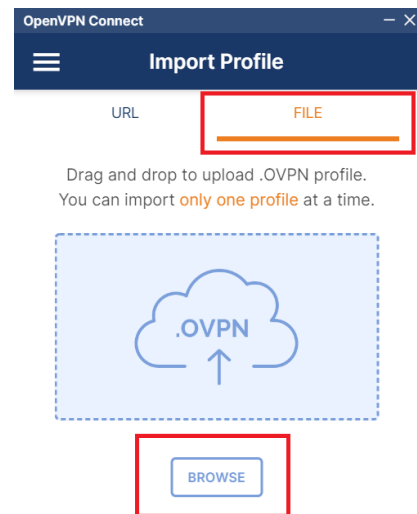 OpenVPN Connect
Import Profile
URL
FILE
Drag and drop to upload .OVPN profile.
You can import only one profile at a time.
.OVPN
BROWSE